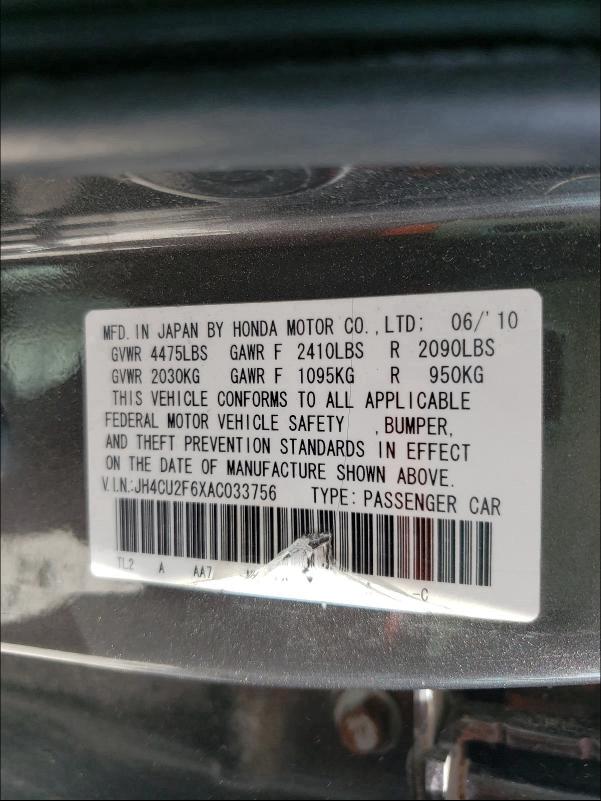 MFD. IN JAPAN BY HONDA MOTOR CO.,LTD: 06/'10
GVWR 4475LBS GAWR F 2410LBS R 2090LBS
GVWR 2030KG GAWR F 1095KG R 950KG
THIS VEHICLE CONFORMS TO ALL APPLICABLE
FEDERAL MOTOR VEHICLE SAFETY ,BUMPER,
AND THEFT PREVENTION STANDARDS IN EFFECT
ON THE DATE OF MANUFACTURE SHOWN ABOVE.
V.I.N.:JH4CU2F6XAC033756 TYPE: PASSENGER CAR
TL2 A AA7 -C